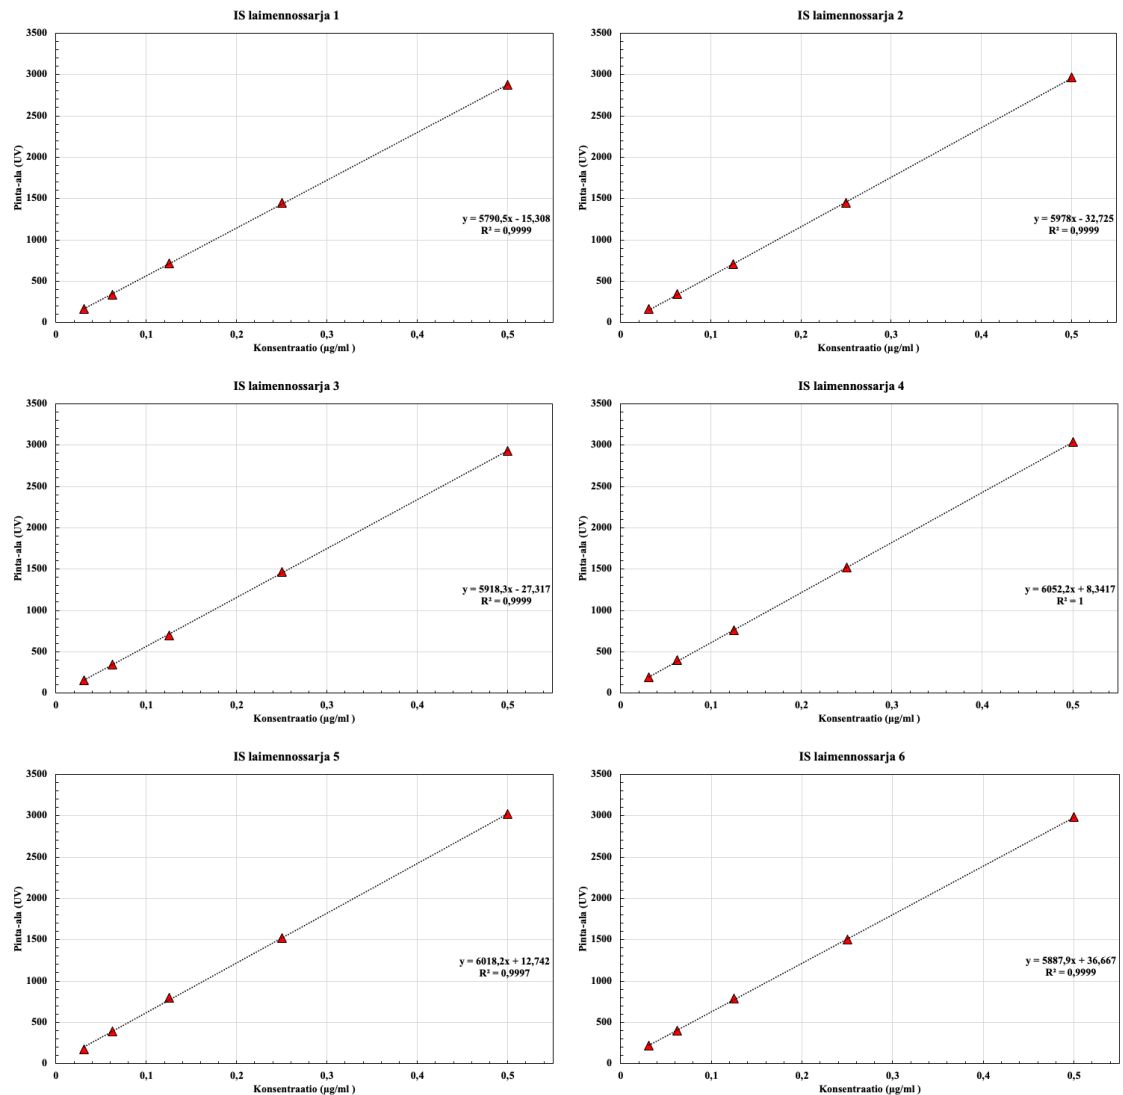 IS laimennossarja 1
3500
3000
2500
2000
1500
1000
500
0
Pinta-ala (UV)
y = 5790,5x - 15,308
R² = 0,9999
0 0,1 0,2 0,3 0,4 0,5
Konsentraatio (µg/ml )
IS laimennossarja 2
3500
3000
2500
2000
1500
1000
500
0
Pinta-ala (UV)
y = 5978x - 32,725
R² = 0,9999
0 0,1 0,2 0,3 0,4 0,5
Konsentraatio (µg/ml )
IS laimennossarja 3
3500
3000
2500
2000
1500
1000
500
0
Pinta-ala (UV)
y = 5918,3x - 27,317
R² = 0,9999
0 0,1 0,2 0,3 0,4 0,5
Konsentraatio (µg/ml )
IS laimennossarja 4
3500
3000
2500
2000
1500
1000
500
0
Pinta-ala (UV)
y = 6052,2x + 8,3417
R² = 1
0 0,1 0,2 0,3 0,4 0,5
Konsentraatio (µg/ml )
IS laimennossarja 5
3500
3000
2500
2000
1500
1000
500
0
Pinta-ala (UV)
y = 6018,2x + 12,742
R² = 0,9997
0 0,1 0,2 0,3 0,4 0,5
Konsentraatio (µg/ml )
IS laimennossarja 6
3500
3000
2500
2000
1500
1000
500
0
Pinta-ala (UV)
y = 5887,9x + 36,667
R² = 0,9999
0 0,1 0,2 0,3 0,4 0,5
Konsentraatio (µg/ml )